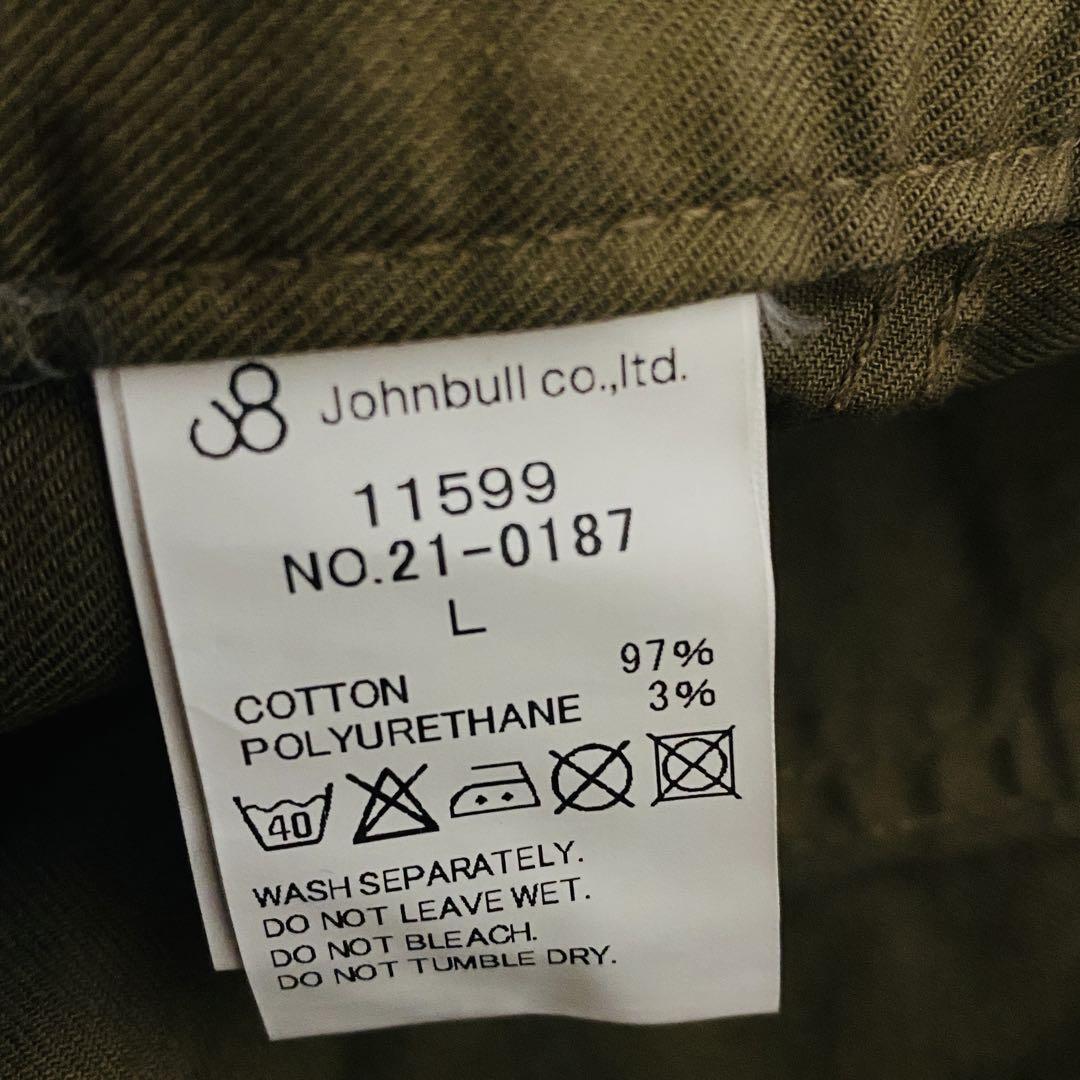 Johnbull co.,ltd.
11599
NO.21-0187
L
COTTON 97%
POLYURETHANE 3%
40
WASH SEPARATELY.
DO NOT LEAVE WET.
DO NOT BLEACH.
DO NOT TUMBLE DRY.